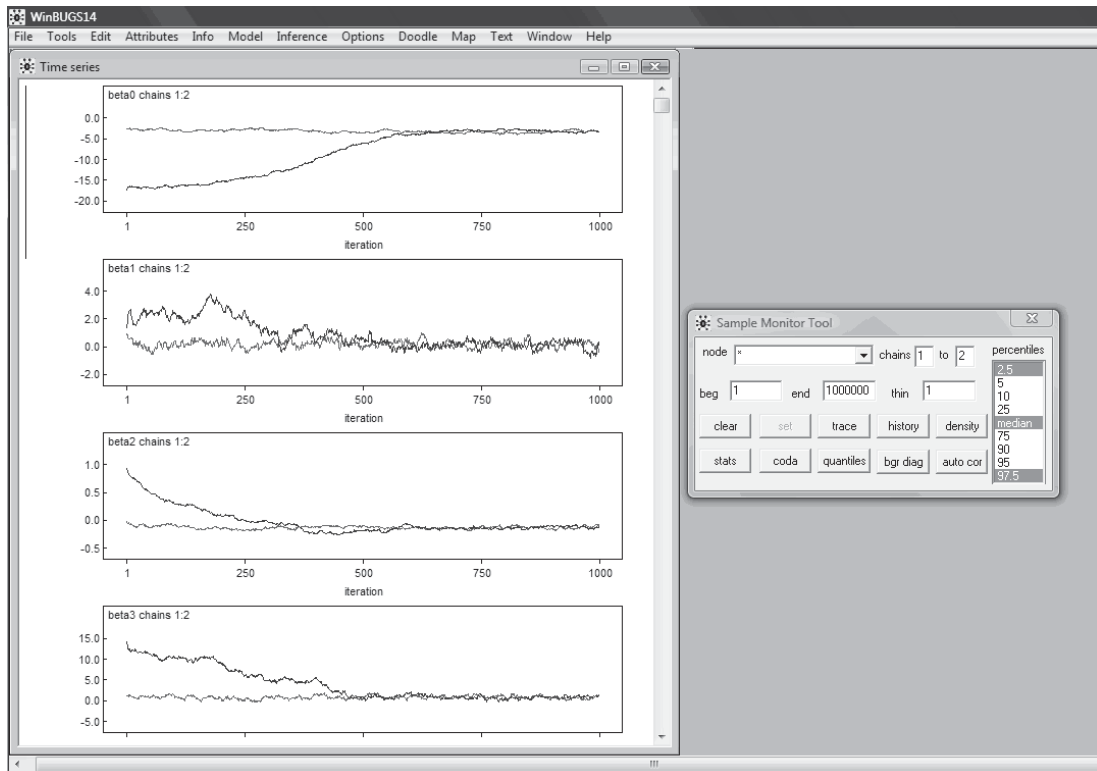 WinBUGS14
File Tools Edit Attributes Info Model Inference Options Doodle Map Text Window Help
Time series
beta0 chains 1:2
0.0
-5.0
-10.0
-15.0
-20.0
1 250 500 750 1000
iteration
beta1 chains 1:2
4.0
2.0
0.0
-2.0
1 250 500 750 1000
iteration
beta2 chains 1:2
1.0
0.5
0.0
-0.5
1 250 500 750 1000
iteration
beta3 chains 1:2
15.0
10.0
5.0
0.0
-5.0
Sample Monitor Tool
node * chains 1 to 2 percentiles
beg 1 end 1000000 thin 1
clear set trace history density
stats coda quantiles bgr diag auto cor
2.5
5
10
25
median
75
90
95
97.5